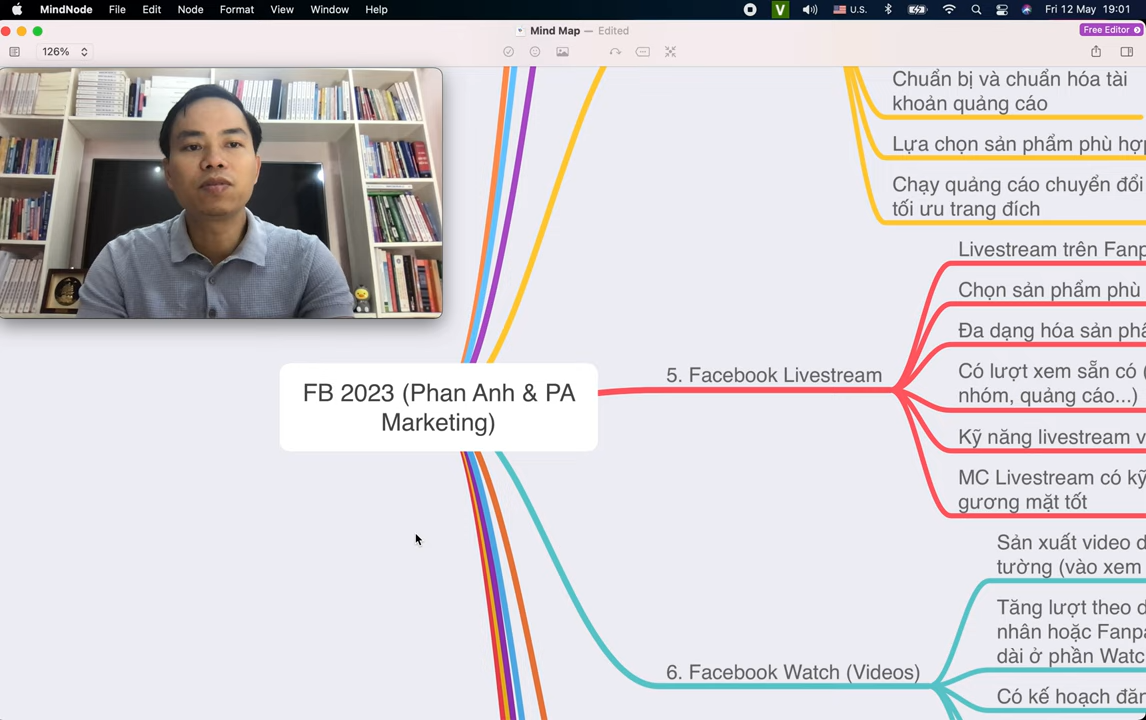 MindNode File Edit Node Format View Window Help
V U.S. Fri 12 May 19:01
Mind Map — Edited
Free Editor
126%
Chuẩn bị và chuẩn hóa tài
khoản quảng cáo
Lựa chọn sản phẩm phù hợp
Chạy quảng cáo chuyển đổi
tối ưu trang đích
Livestream trên Fanp
Chọn sản phẩm phù
Đa dạng hóa sản phẩ
5. Facebook Livestream
Có lượt xem sẵn có (
nhóm, quảng cáo...)
FB 2023 (Phan Anh & PA
Marketing)
Kỹ năng livestream v
MC Livestream có kỹ
gương mặt tốt
Sản xuất video d
tường (vào xem
Tăng lượt theo d
nhân hoặc Fanpa
dài ở phần Watc
6. Facebook Watch (Videos)
Có kế hoạch đăn